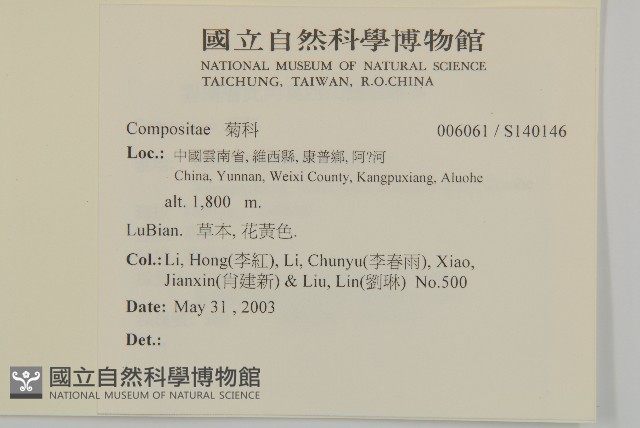 國立自然科學博物館
NATIONAL MUSEUM OF NATURAL SCIENCE
TAICHUNG, TAIWAN, R.O.CHINA
Compositae 菊科 006061 / S140146
Loc.: 中國雲南省, 維西縣, 康普鄉, 阿?河
China, Yunnan, Weixi County, Kangpuxiang, Aluohe
alt. 1,800 m.
LuBian. 草本, 花黃色.
Col.: Li, Hong(李紅), Li, Chunyu(李春雨), Xiao,
Jianxin(肖建新) & Liu, Lin(劉琳) No.500
Date: May 31 , 2003
Det.:
國立自然科學博物館
NATIONAL MUSEUM OF NATURAL SCIENCE